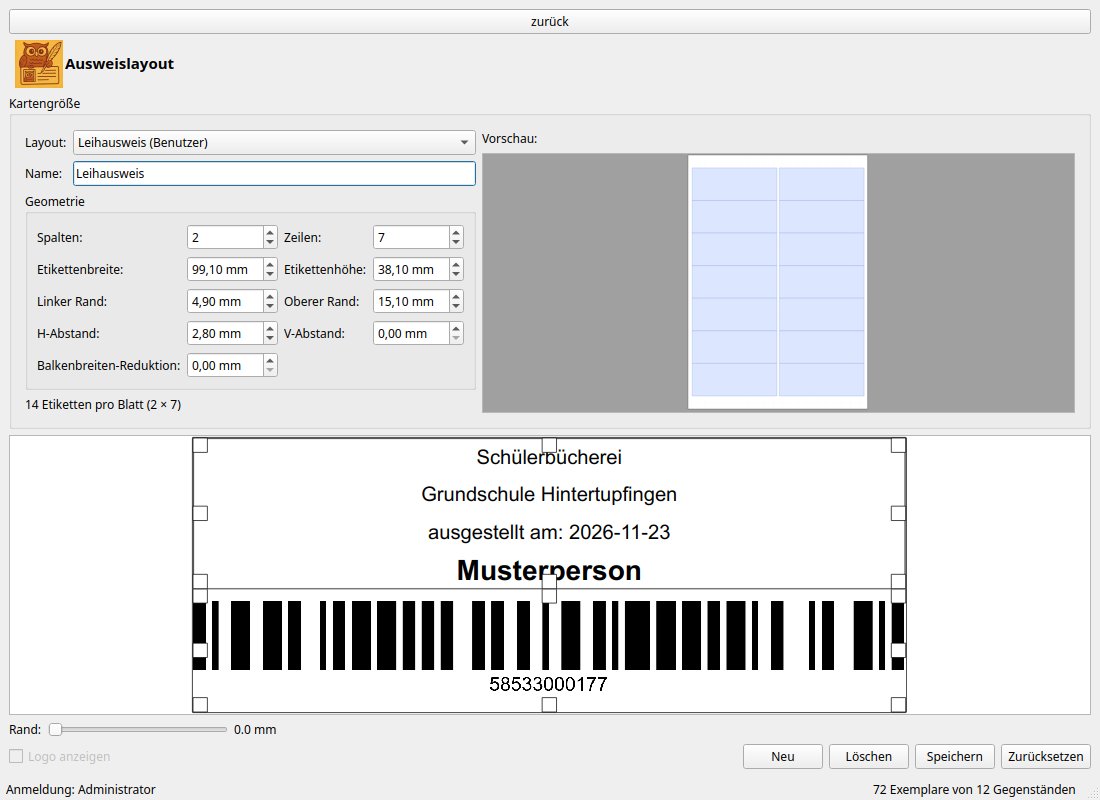 zurück
Ausweislayout
Kartengröße
Layout: Leihausweis (Benutzer)
Vorschau:
Name: Leihausweis
Geometrie
Spalten: 2 Zeilen: 7
Etikettenbreite: 99,10 mm Etikettenhöhe: 38,10 mm
Linker Rand: 4,90 mm Oberer Rand: 15,10 mm
H-Abstand: 2,80 mm V-Abstand: 0,00 mm
Balkenbreiten-Reduktion: 0,00 mm
14 Etiketten pro Blatt (2 × 7)
Schülerbücherei
Grundschule Hintertupfingen
ausgestellt am: 2026-11-23
Musterperson
58533000177
Rand: 0.0 mm
Logo anzeigen
Neu Löschen Speichern Zurücksetzen
Anmeldung: Administrator 72 Exemplare von 12 Gegenständen